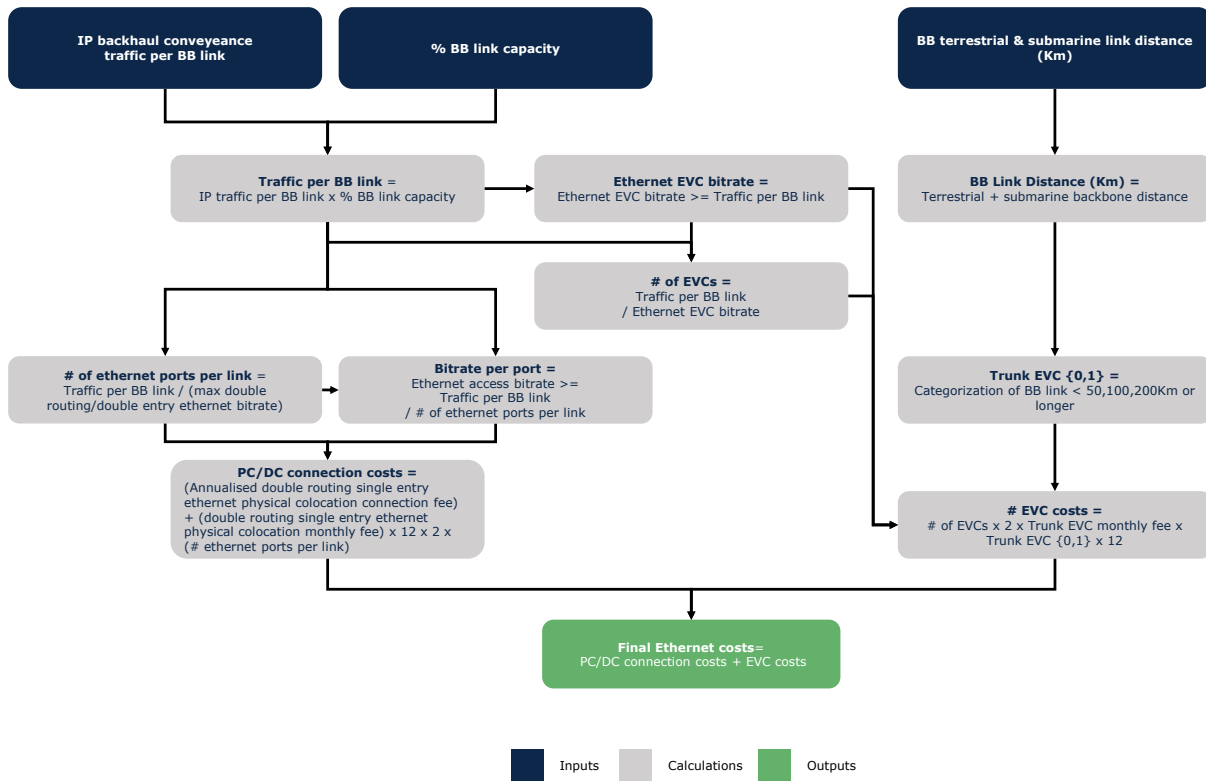 IP backhaul conveyeance
traffic per BB link
% BB link capacity
BB terrestrial & submarine link distance
(Km)
Traffic per BB link =
IP traffic per BB link x % BB link capacity
Ethernet EVC bitrate =
Ethernet EVC bitrate >= Traffic per BB link
BB Link Distance (Km) =
Terrestrial + submarine backbone distance
# of EVCs =
Traffic per BB link
/ Ethernet EVC bitrate
# of ethernet ports per link =
Traffic per BB link / (max double
routing/double entry ethernet bitrate)
Bitrate per port =
Ethernet access bitrate >=
Traffic per BB link
/ # of ethernet ports per link
Trunk EVC {0,1} =
Categorization of BB link < 50,100,200Km or
longer
PC/DC connection costs =
(Annualised double routing single entry
ethernet physical colocation connection fee)
+ (double routing single entry ethernet
physical colocation monthly fee) x 12 x 2 x
(# ethernet ports per link)
# EVC costs =
# of EVCs x 2 x Trunk EVC monthly fee x
Trunk EVC {0,1} x 12
Final Ethernet costs=
PC/DC connection costs + EVC costs
Inputs
Calculations
Outputs